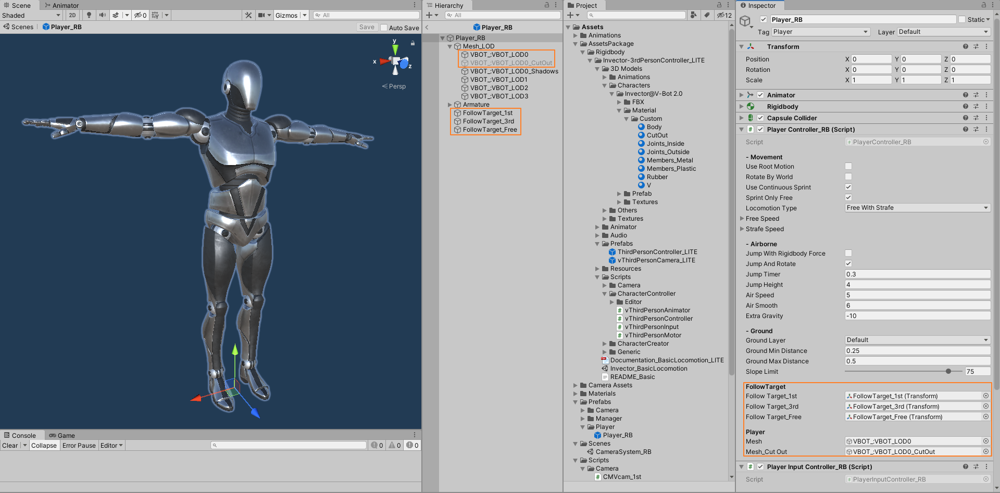 Scene
Animator
Shaded
2D
0
Gizmos
All
Scenes
Player_RB
Save
Auto Save
y
x
z
Persp
Console
Game
Clear
Collapse
Error Pause
Editor
0
0
0
Hierarchy
All
Player_RB
Player_RB
Mesh_LOD
VBOT_:VBOT_LOD0
VBOT_:VBOT_LOD0_CutOut
VBOT_:VBOT_LOD0_Shadows
VBOT_:VBOT_LOD1
VBOT_:VBOT_LOD2
VBOT_:VBOT_LOD3
Armature
FollowTarget_1st
FollowTarget_3rd
FollowTarget_Free
Project
12
Assets
Animations
AssetsPackage
Rigidbody
Invector-3rdPersonController_LITE
3D Models
Animations
Characters
Invector@V-Bot 2.0
FBX
Material
Custom
Body
CutOut
Joints_Inside
Joints_Outside
Members_Metal
Members_Plastic
Rubber
V
Prefab
Textures
Others
Textures
Animator
Audio
Prefabs
ThirdPersonController_LITE
vThirdPersonCamera_LITE
Resources
Scripts
Camera
CharacterController
Editor
vThirdPersonAnimator
vThirdPersonController
vThirdPersonInput
vThirdPersonMotor
CharacterCreator
Generic
Documentation_BasicLocomotion_LITE
Invector_BasicLocomotion
README_Basic
Camera Assets
Materials
Prefabs
Camera
Manager
Player
Player_RB
Scenes
CameraSystem_RB
Scripts
Camera
CMVcam_1st
Inspector
Player_RB
Static
Tag Player
Layer Default
Transform
Position X 0 Y 0 Z 0
Rotation X 0 Y 0 Z 0
Scale X 1 Y 1 Z 1
Animator
Rigidbody
Capsule Collider
Player Controller_RB (Script)
Script PlayerController_RB
- Movement
Use Root Motion
Rotate By World
Use Continuous Sprint
Sprint Only Free
Locomotion Type Free With Strafe
Free Speed
Strafe Speed
- Airborne
Jump With Rigidbody Force
Jump And Rotate
Jump Timer 0.3
Jump Height 4
Air Speed 5
Air Smooth 6
Extra Gravity -10
- Ground
Ground Layer Default
Ground Min Distance 0.25
Ground Max Distance 0.5
Slope Limit 75
FollowTarget
Follow Target_1st FollowTarget_1st (Transform)
Follow Target_3rd FollowTarget_3rd (Transform)
Follow Target_Free FollowTarget_Free (Transform)
Player
Mesh VBOT_:VBOT_LOD0
Mesh_Cut Out VBOT_:VBOT_LOD0_CutOut
Player Input Controller_RB (Script)
Script PlayerInputController_RB